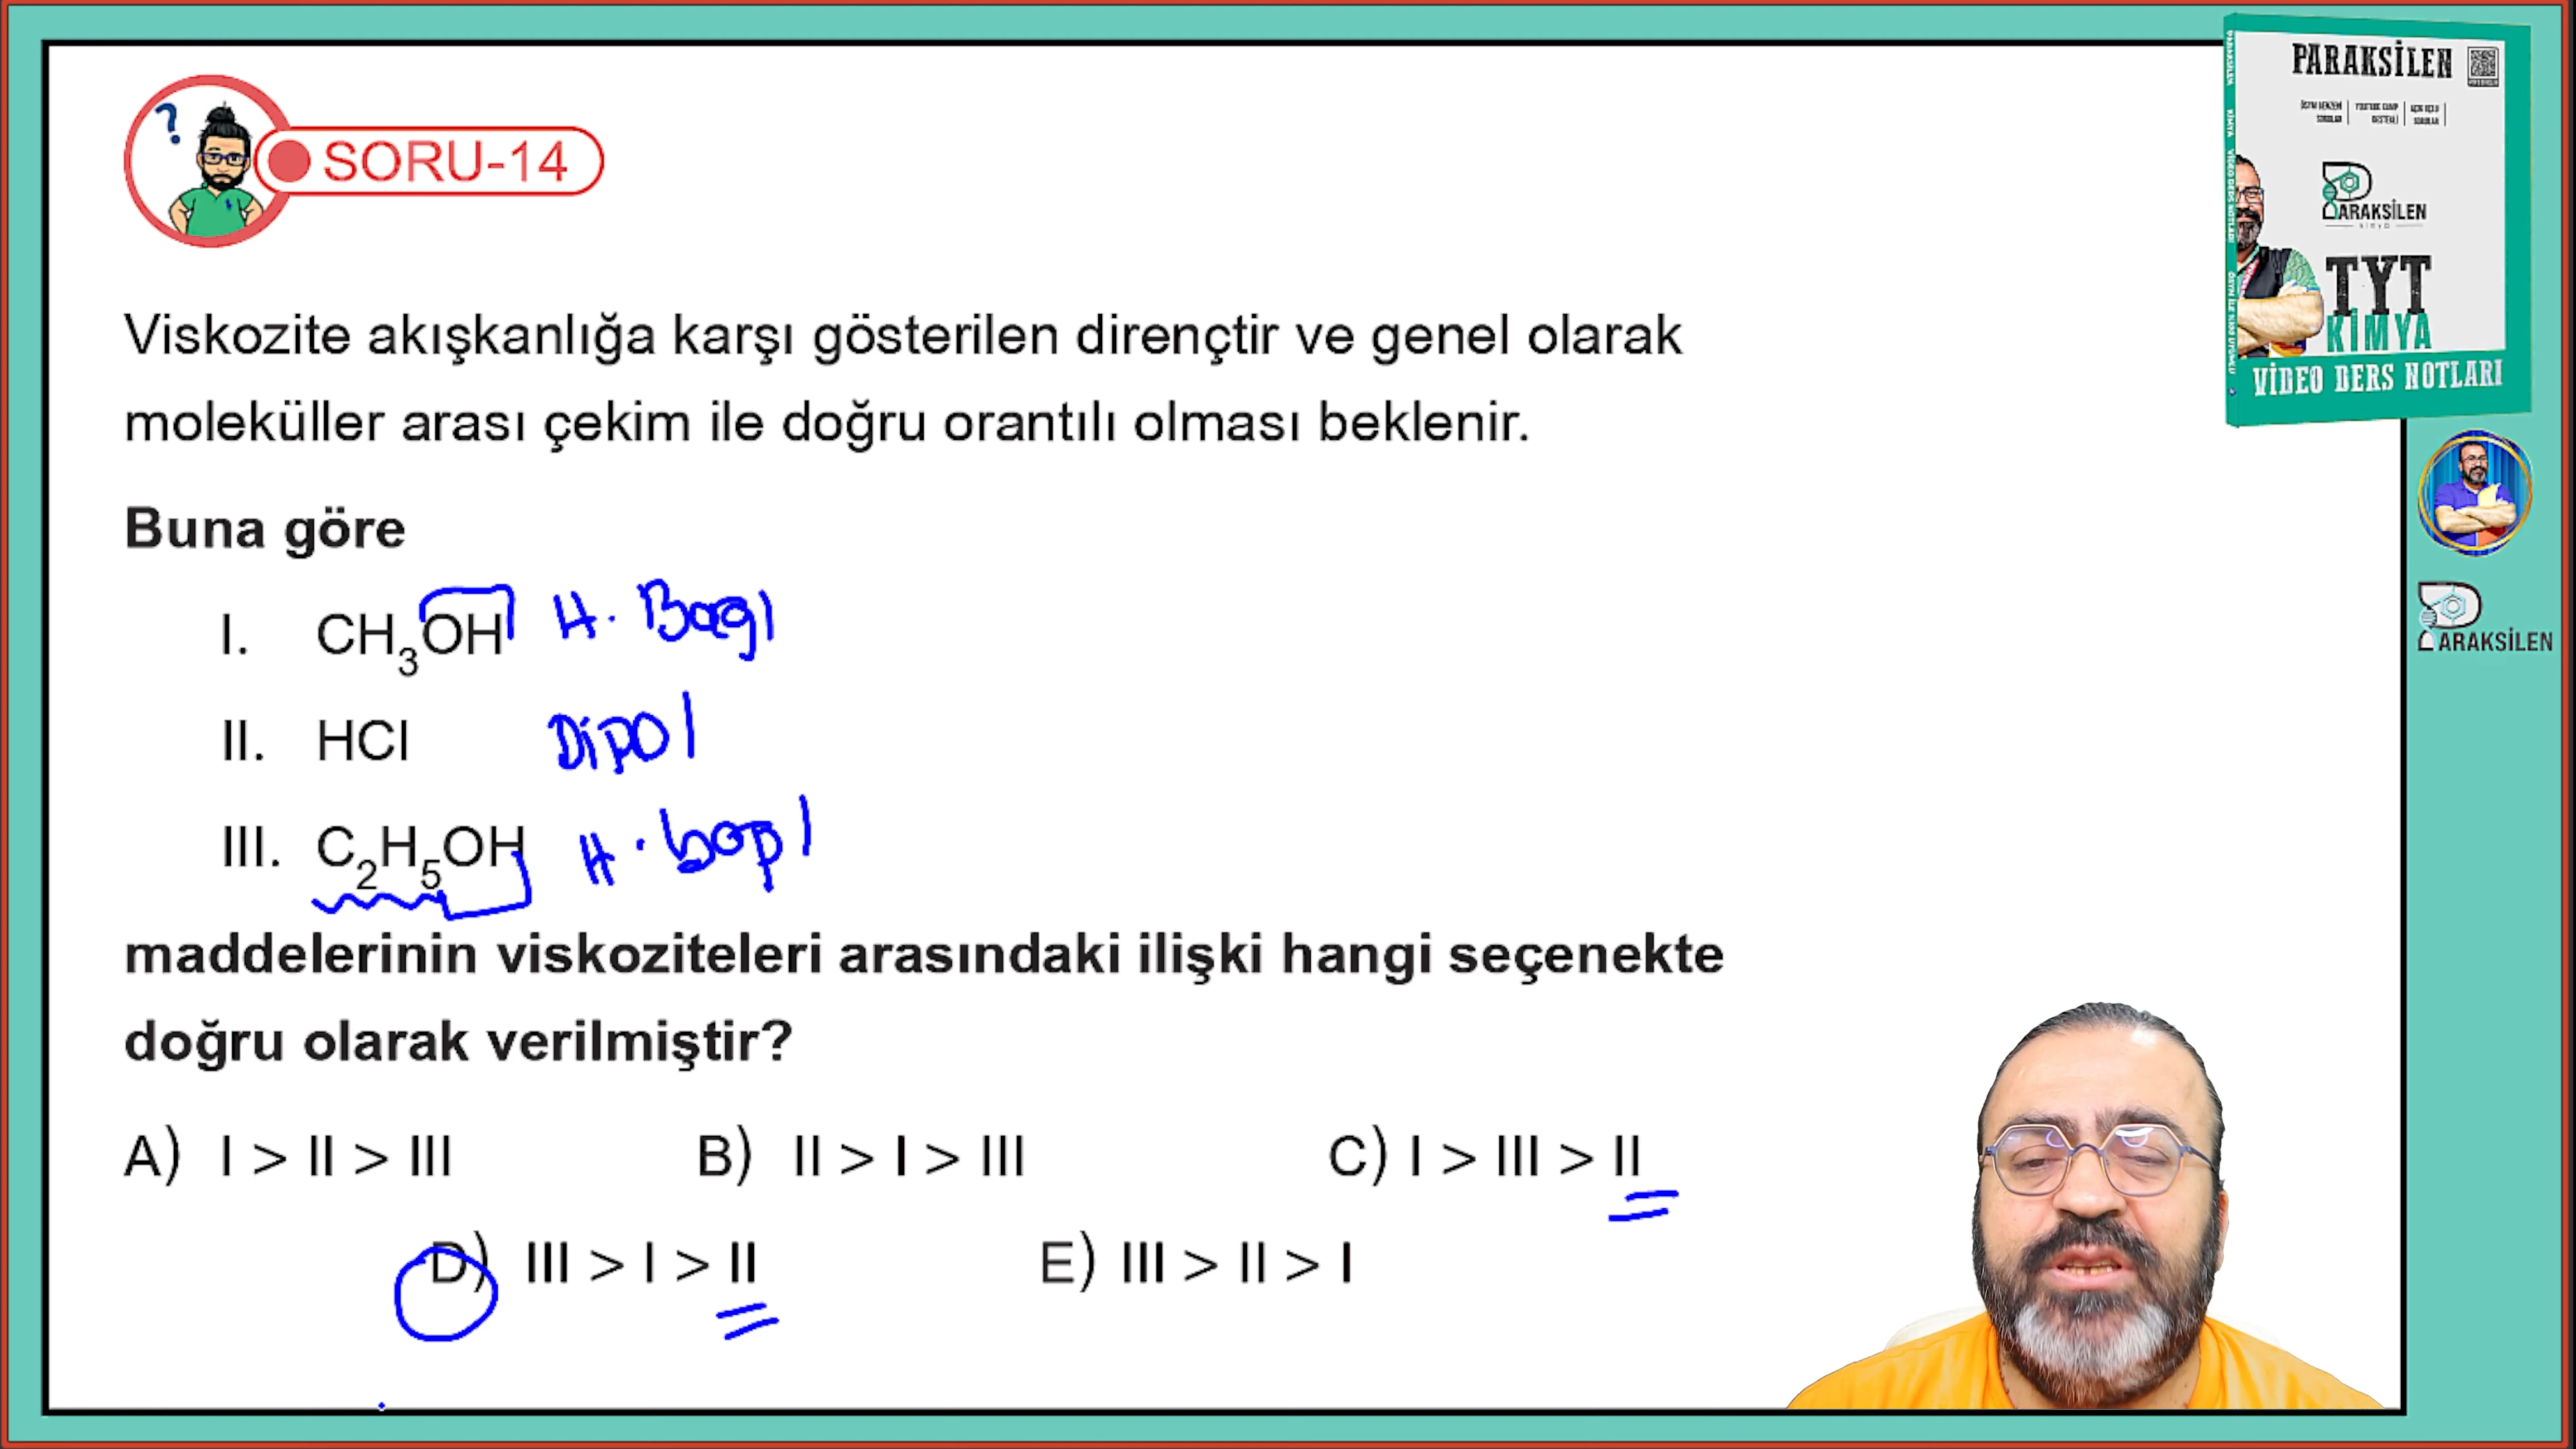 ?
SORU-14
Viskozite akışkanlığa karşı gösterilen dirençtir ve genel olarak
moleküller arası çekim ile doğru orantılı olması beklenir.
Buna göre
I. CH₃OH H. Bağı
II. HCl Dipol
III. C₂H₅OH H. bağı
maddelerinin viskoziteleri arasındaki ilişki hangi seçenekte
doğru olarak verilmiştir?
A) I > II > III B) II > I > III C) I > III > II
D) III > I > II E) III > II > I
PARAKSİLEN
PARAKSİLEN
kimya
TYT
KİMYA
VİDEO DERS NOTLARI
PARAKSİLEN